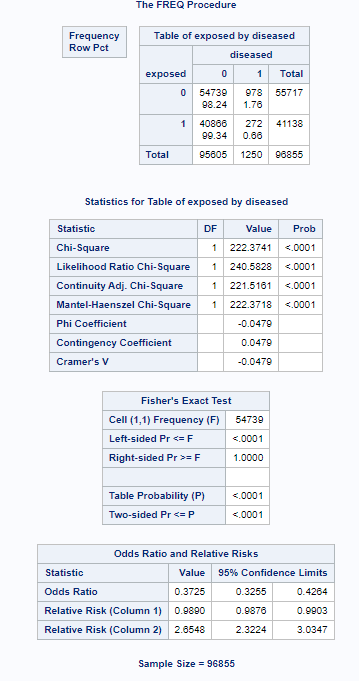 The FREQ Procedure
Frequency
Row Pct
Table of exposed by diseased
diseased
exposed 0 1 Total
0 54739 978 55717
98.24 1.76
1 40866 272 41138
99.34 0.66
Total 95605 1250 96855
Statistics for Table of exposed by diseased
Statistic DF Value Prob
Chi-Square 1 222.3741 <.0001
Likelihood Ratio Chi-Square 1 240.5828 <.0001
Continuity Adj. Chi-Square 1 221.5161 <.0001
Mantel-Haenszel Chi-Square 1 222.3718 <.0001
Phi Coefficient -0.0479
Contingency Coefficient 0.0479
Cramer's V -0.0479
Fisher's Exact Test
Cell (1,1) Frequency (F) 54739
Left-sided Pr <= F <.0001
Right-sided Pr >= F 1.0000
Table Probability (P) <.0001
Two-sided Pr <= P <.0001
Odds Ratio and Relative Risks
Statistic Value 95% Confidence Limits
Odds Ratio 0.3725 0.3255 0.4264
Relative Risk (Column 1) 0.9890 0.9876 0.9903
Relative Risk (Column 2) 2.6548 2.3224 3.0347
Sample Size = 96855